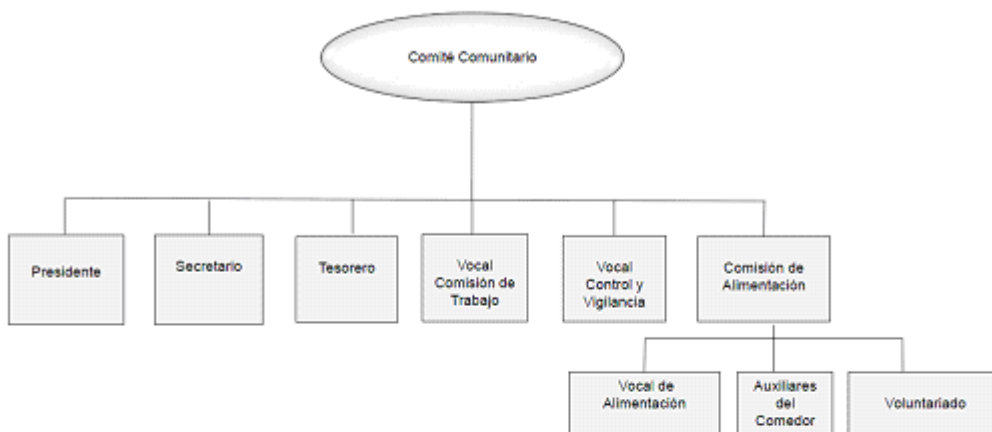 Comité Comunitario
Presidente
Secretario
Tesorero
Vocal
Comisión de
Trabajo
Vocal
Control y
Vigilancia
Comisión de
Alimentación
Vocal de
Alimentación
Auxiliares
del
Comedor
Voluntariado